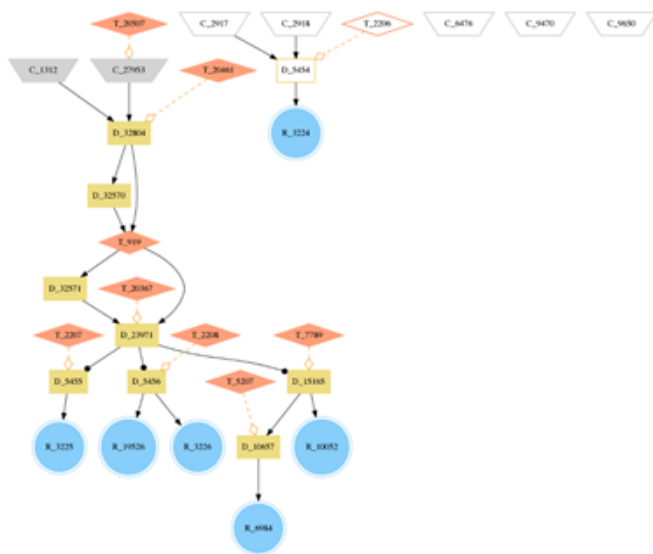 T_20507 C_2917 C_2918 T_2206 C_6476 C_9470 C_9650
C_1312 C_27953 T_20461 D_5454
D_32804 R_3224
D_32570
T_919
D_32571 T_20367
T_2207 D_23971 T_2208 T_7789
D_5455 D_5456 T_5207 D_15165
R_3225 R_19526 R_3226 D_10657 R_10052
R_6984